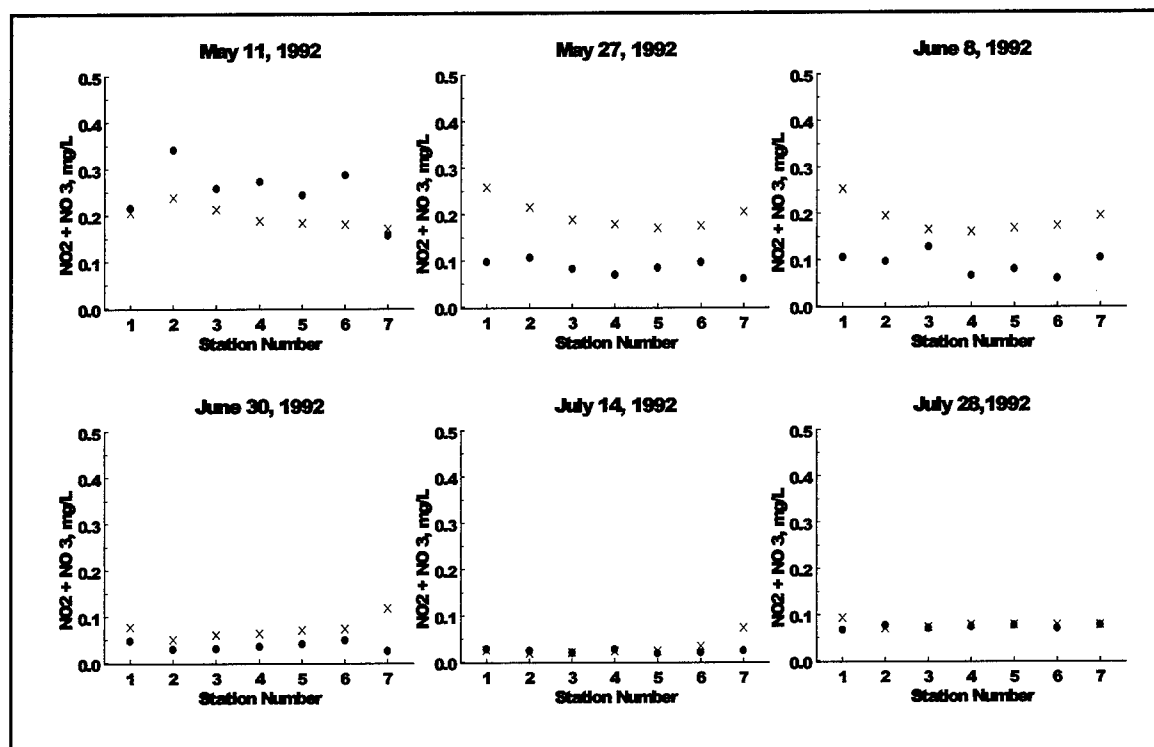 May 11, 1992
NO2 + NO 3, mg/L
0.5
0.4
0.3
0.2
0.1
0.0
1 2 3 4 5 6 7
Station Number
May 27, 1992
NO2 + NO 3, mg/L
0.5
0.4
0.3
0.2
0.1
0.0
1 2 3 4 5 6 7
Station Number
June 8, 1992
NO2 + NO 3, mg/L
0.5
0.4
0.3
0.2
0.1
0.0
1 2 3 4 5 6 7
Station Number
June 30, 1992
NO2 + NO 3, mg/L
0.5
0.4
0.3
0.2
0.1
0.0
1 2 3 4 5 6 7
Station Number
July 14, 1992
NO2 + NO 3, mg/L
0.5
0.4
0.3
0.2
0.1
0.0
1 2 3 4 5 6 7
Station Number
July 28,1992
NO2 + NO 3, mg/L
0.5
0.4
0.3
0.2
0.1
0.0
1 2 3 4 5 6 7
Station Number